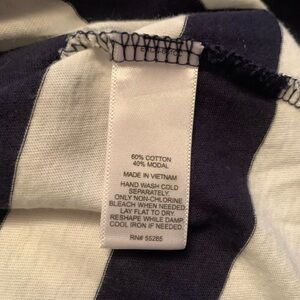 60% COTTON
40% MODAL
MADE IN VIETNAM
HAND WASH COLD
SEPARATELY
ONLY NON-CHLORINE
BLEACH WHEN NEEDED
LAY FLAT TO DRY
RESHAPE WHILE DAMP
COOL IRON IF NEEDED
RN# 55285